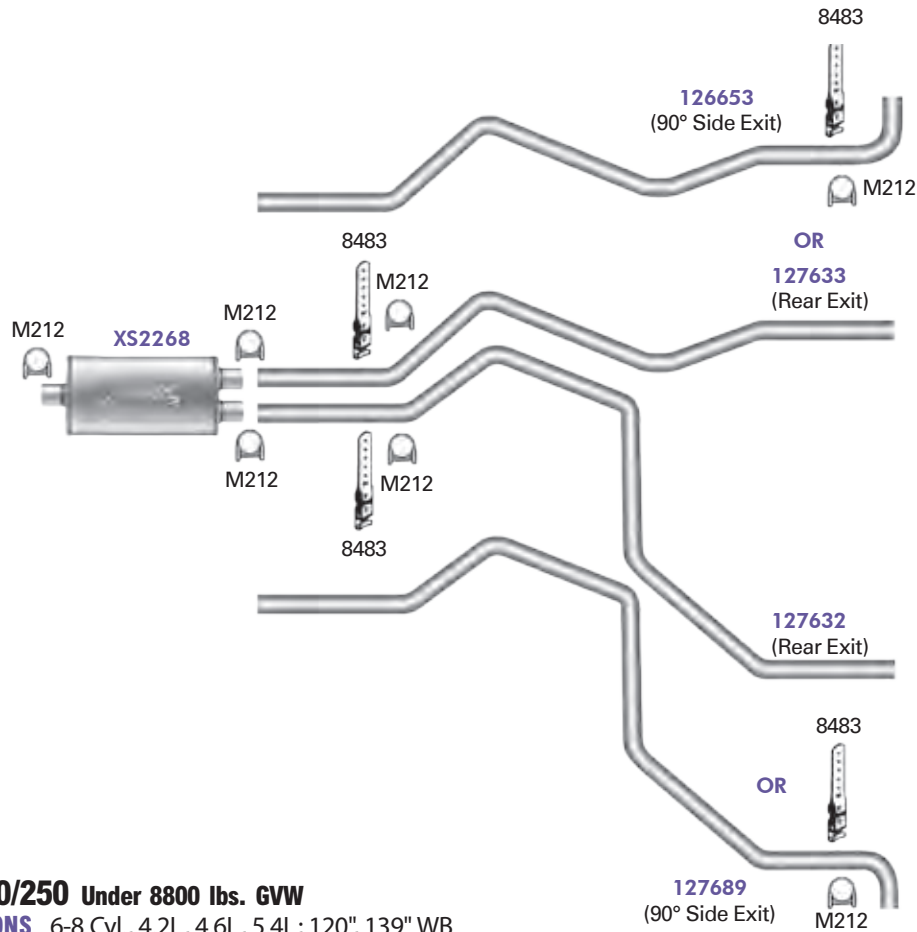 8483
126653
(90° Side Exit)
M212
OR
8483
127633
(Rear Exit)
M212
M212
M212
XS2268
M212
M212
8483
127632
(Rear Exit)
8483
OR
127689
(90° Side Exit)
M212
0/250 Under 8800 lbs. GVW
6-8 Cyl., 4.2L, 4.6L, 5.4L; 120", 139" WB